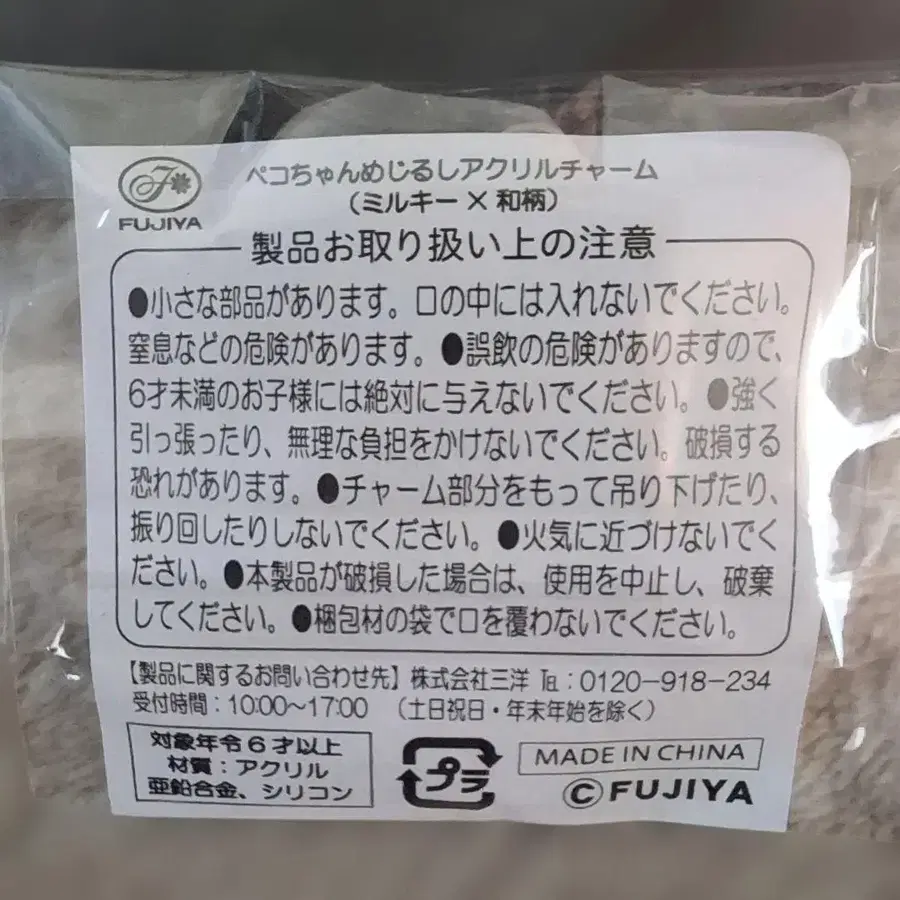 FUJIYA
ペコちゃんめじるしアクリルチャーム
(ミルキー×和柄)
製品お取り扱い上の注意
●小さな部品があります。口の中には入れないでください。
窒息などの危険があります。●誤飲の危険がありますので、
6才未満のお子様には絶対に与えないでください。●強く
引っ張ったり、無理な負担をかけないでください。破損する
恐れがあります。●チャーム部分をもって吊り下げたり、
振り回したりしないでください。●火気に近づけないでく
ださい。●本製品が破損した場合は、使用を中止し、破棄
してください。●梱包材の袋で口を覆わないでください。
【製品に関するお問い合わせ先】株式会社三洋 ℡:0120-918-234
受付時間:10:00〜17:00 (土日祝日・年末年始を除く)
対象年令6才以上
材質:アクリル
亜鉛合金、シリコン
プラ
MADE IN CHINA
©FUJIYA